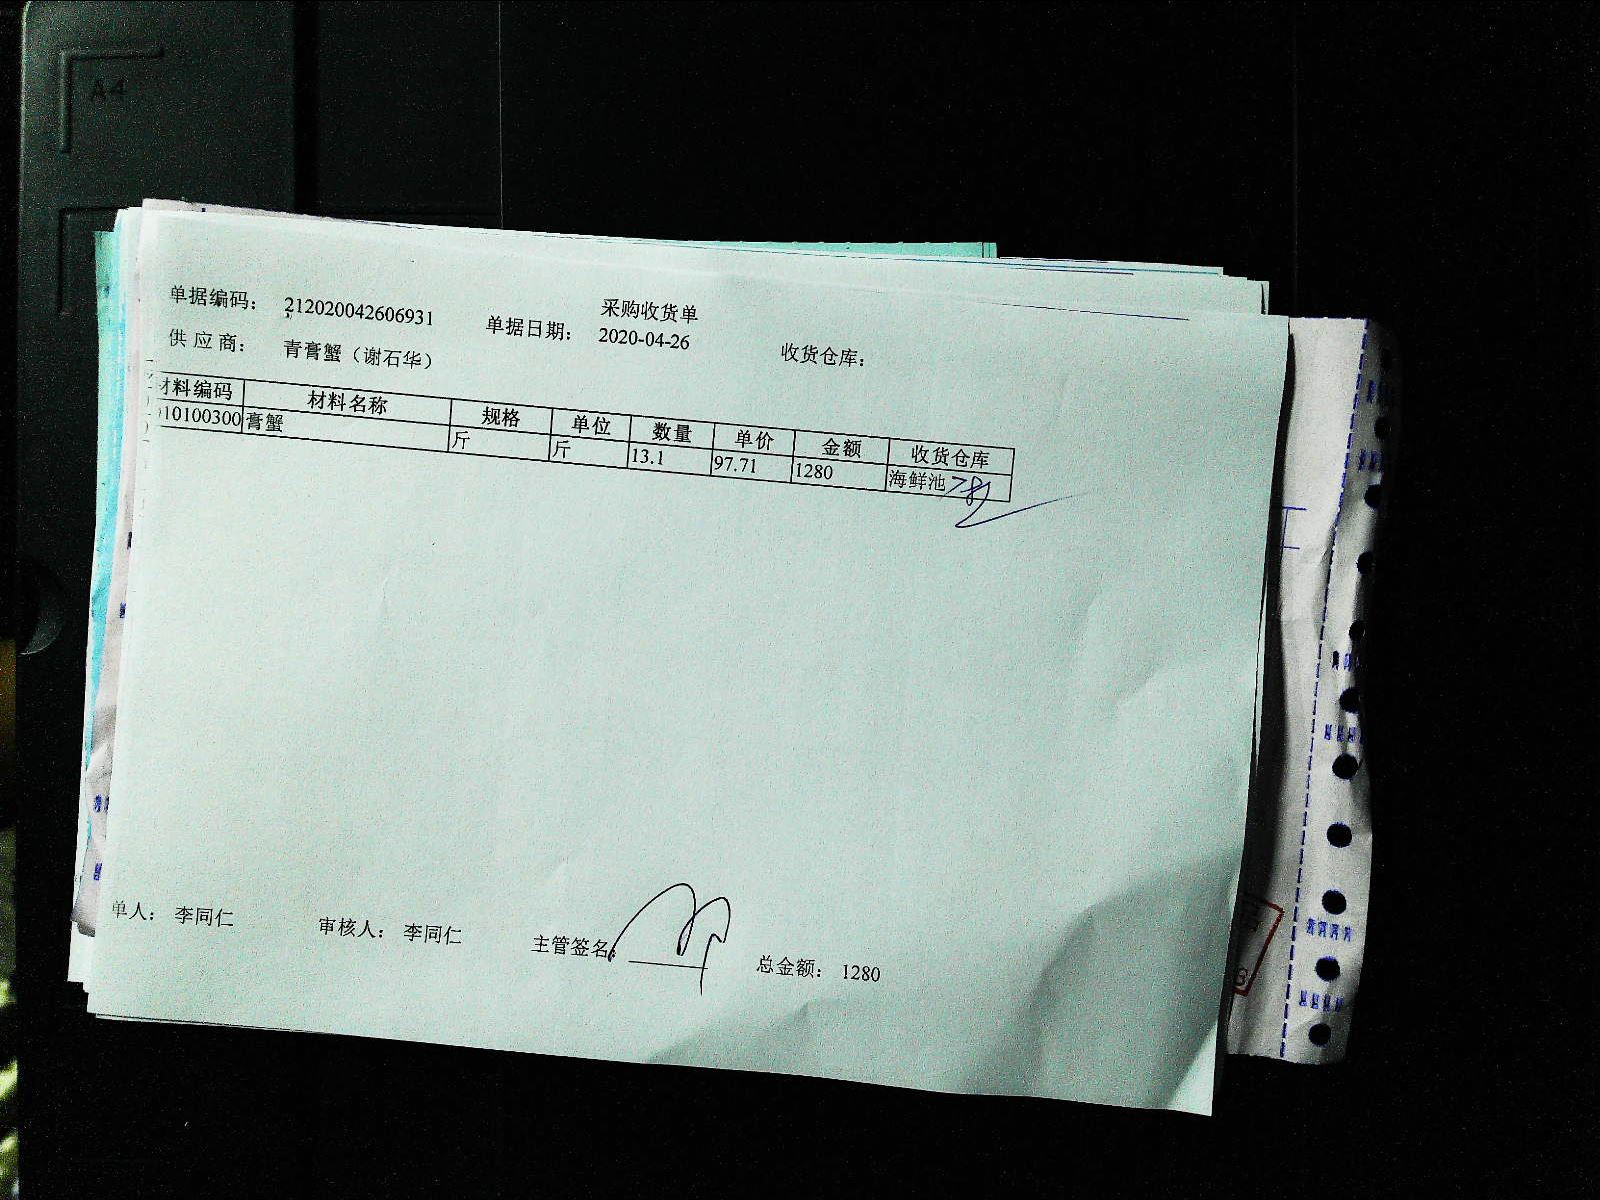 采购收货单
单据编码： 212020042606931 单据日期： 2020-04-26 收货仓库：
供应商： 青膏蟹（谢石华）
材料编码 材料名称 规格 单位 数量 单价 金额 收货仓库
10100300 膏蟹 斤 斤 13.1 97.71 1280 海鲜池
单人： 李同仁 审核人： 李同仁 主管签名： 总金额： 1280
A4